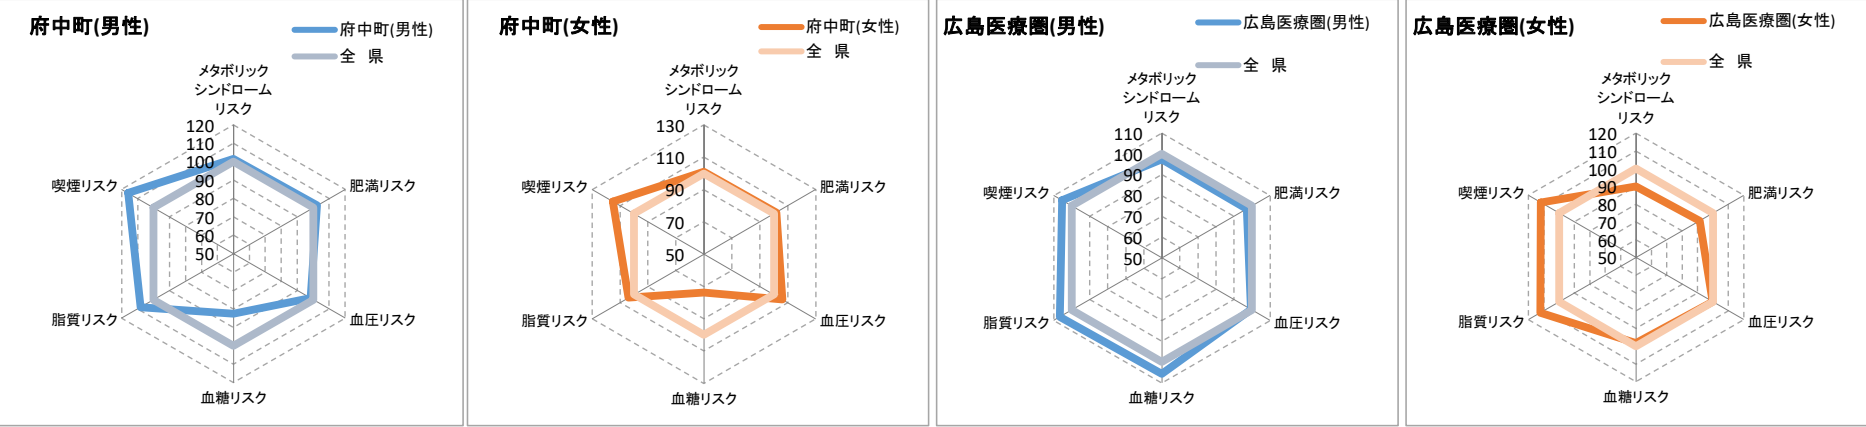 府中町(男性)
府中町(男性)
全 県
メタボリック
シンドローム
リスク
120
110
100
90
80
70
60
50
喫煙リスク
肥満リスク
脂質リスク
血圧リスク
血糖リスク
府中町(女性)
府中町(女性)
全 県
メタボリック
シンドローム
リスク
130
110
90
70
50
喫煙リスク
肥満リスク
脂質リスク
血圧リスク
血糖リスク
広島医療圏(男性)
広島医療圏(男性)
全 県
メタボリック
シンドローム
リスク
110
100
90
80
70
60
50
喫煙リスク
肥満リスク
脂質リスク
血圧リスク
血糖リスク
広島医療圏(女性)
広島医療圏(女性)
全 県
メタボリック
シンドローム
リスク
120
110
100
90
80
70
60
50
喫煙リスク
肥満リスク
脂質リスク
血圧リスク
血糖リスク